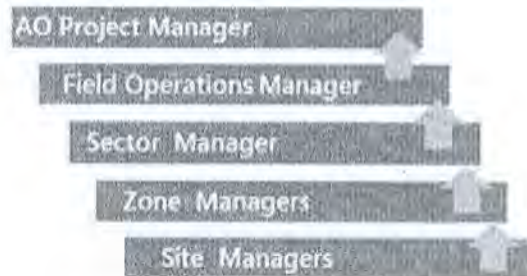 AO Project Manager
Field Operations Manager
Sector Manager
Zone Managers
Site Managers